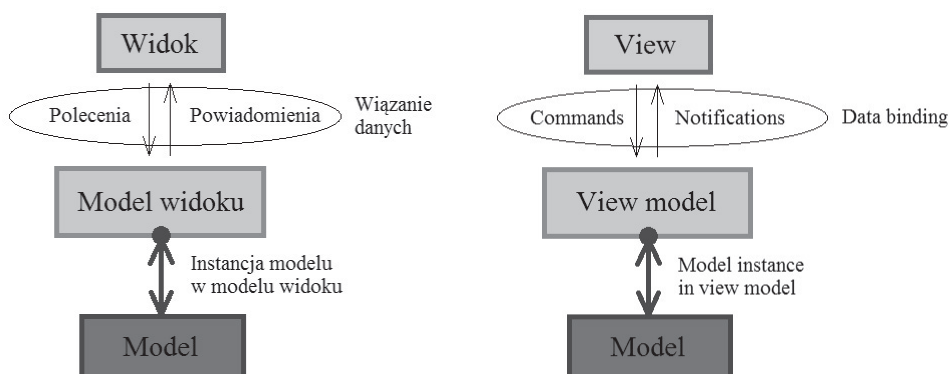 Widok
Polecenia
Powiadomienia
Wiązanie
danych
Model widoku
Instancja modelu
w modelu widoku
Model
View
Commands
Notifications
Data binding
View model
Model instance
in view model
Model